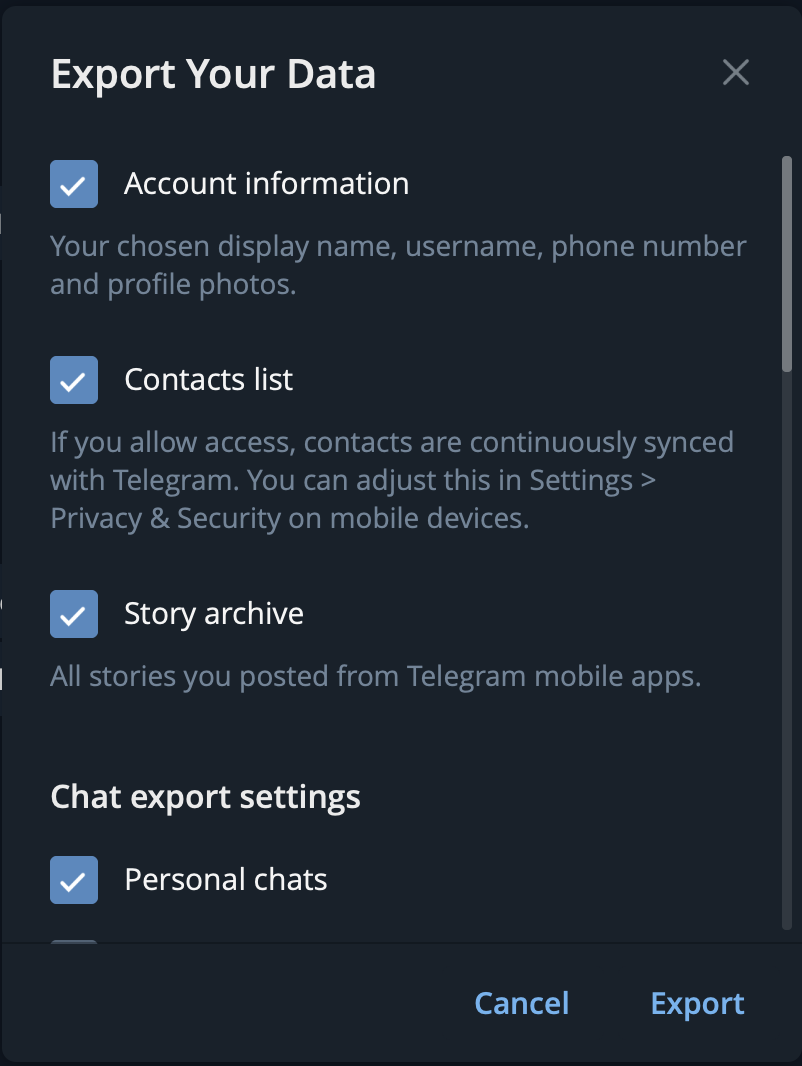 Export Your Data
Account information
Your chosen display name, username, phone number
and profile photos.
Contacts list
If you allow access, contacts are continuously synced
with Telegram. You can adjust this in Settings >
Privacy & Security on mobile devices.
Story archive
All stories you posted from Telegram mobile apps.
Chat export settings
Personal chats
Cancel Export